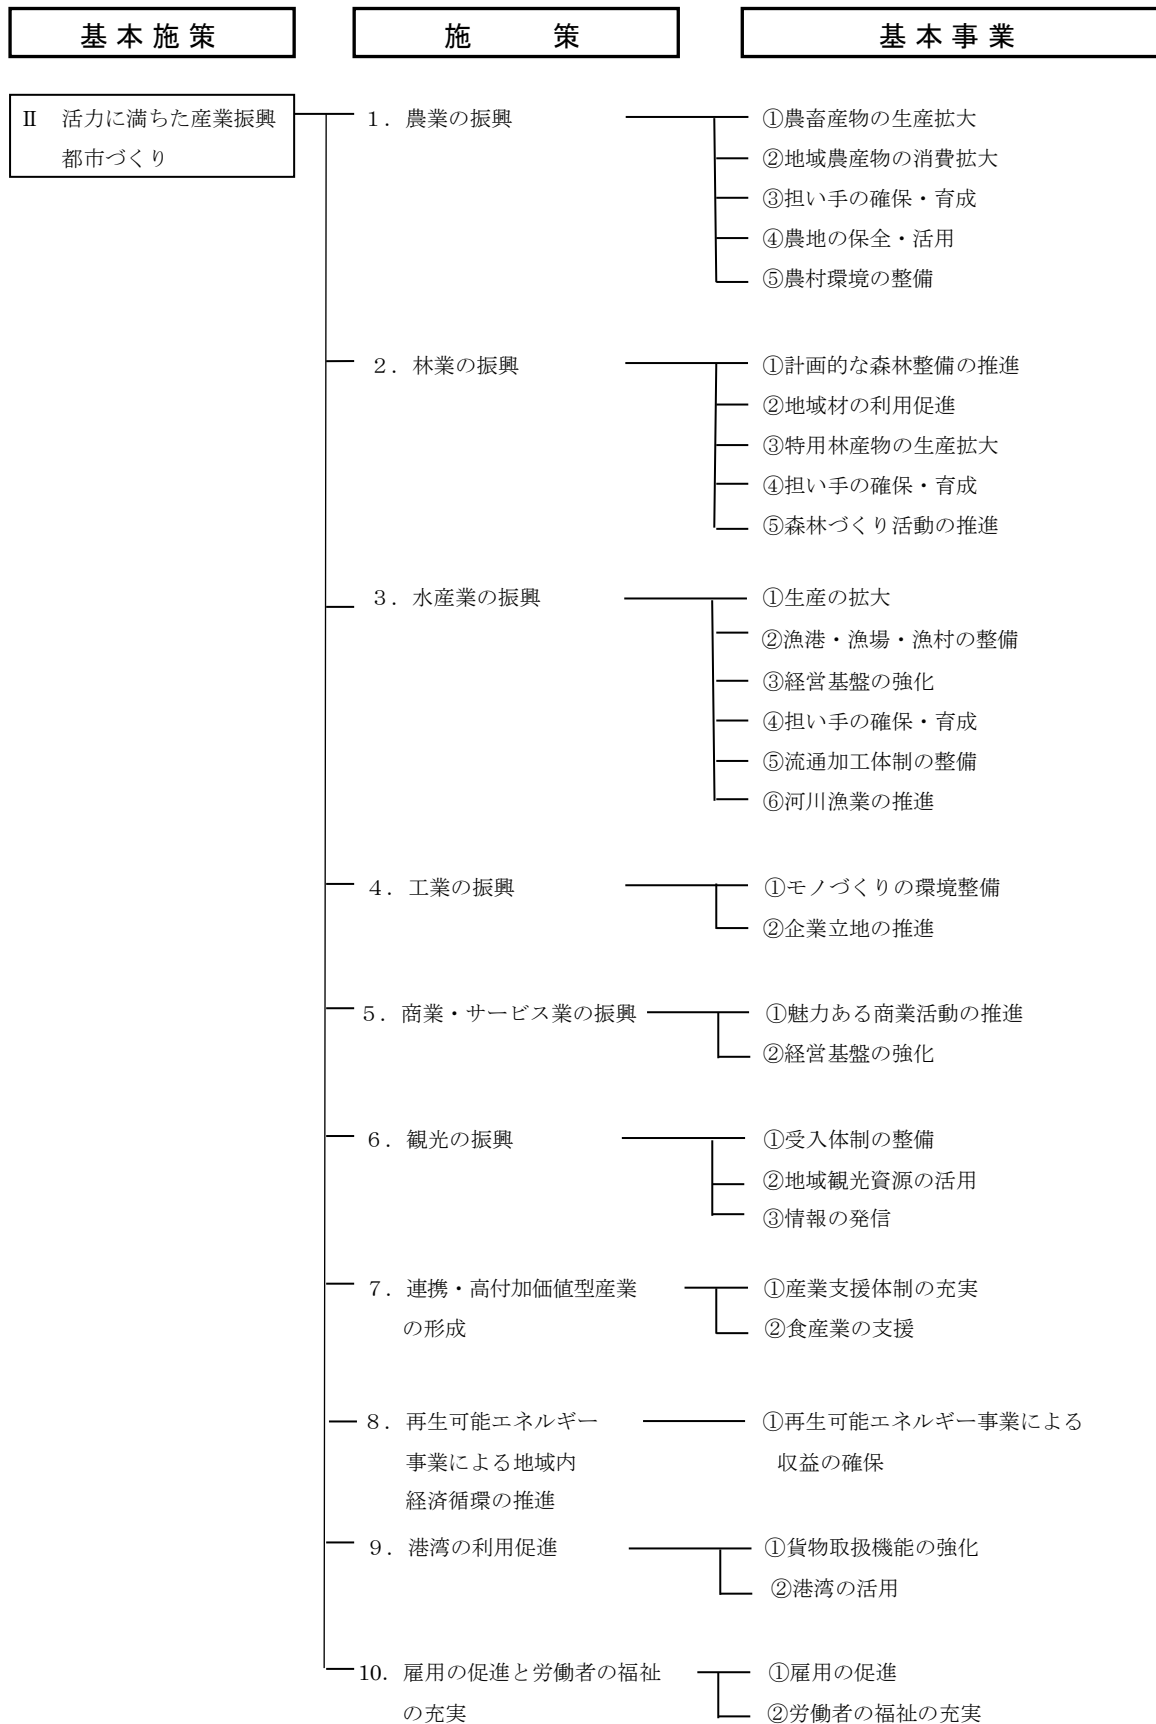 基本施策
施　　策
基本事業
Ⅱ　活力に満ちた産業振興
都市づくり
１．農業の振興
①農畜産物の生産拡大
②地域農産物の消費拡大
③担い手の確保・育成
④農地の保全・活用
⑤農村環境の整備
２．林業の振興
①計画的な森林整備の推進
②地域材の利用促進
③特用林産物の生産拡大
④担い手の確保・育成
⑤森林づくり活動の推進
３．水産業の振興
①生産の拡大
②漁港・漁場・漁村の整備
③経営基盤の強化
④担い手の確保・育成
⑤流通加工体制の整備
⑥河川漁業の推進
４．工業の振興
①モノづくりの環境整備
②企業立地の推進
５．商業・サービス業の振興
①魅力ある商業活動の推進
②経営基盤の強化
６．観光の振興
①受入体制の整備
②地域観光資源の活用
③情報の発信
７．連携・高付加価値型産業
の形成
①産業支援体制の充実
②食産業の支援
８．再生可能エネルギー
事業による地域内
経済循環の推進
①再生可能エネルギー事業による
収益の確保
９．港湾の利用促進
①貨物取扱機能の強化
②港湾の活用
10．雇用の促進と労働者の福祉
の充実
①雇用の促進
②労働者の福祉の充実